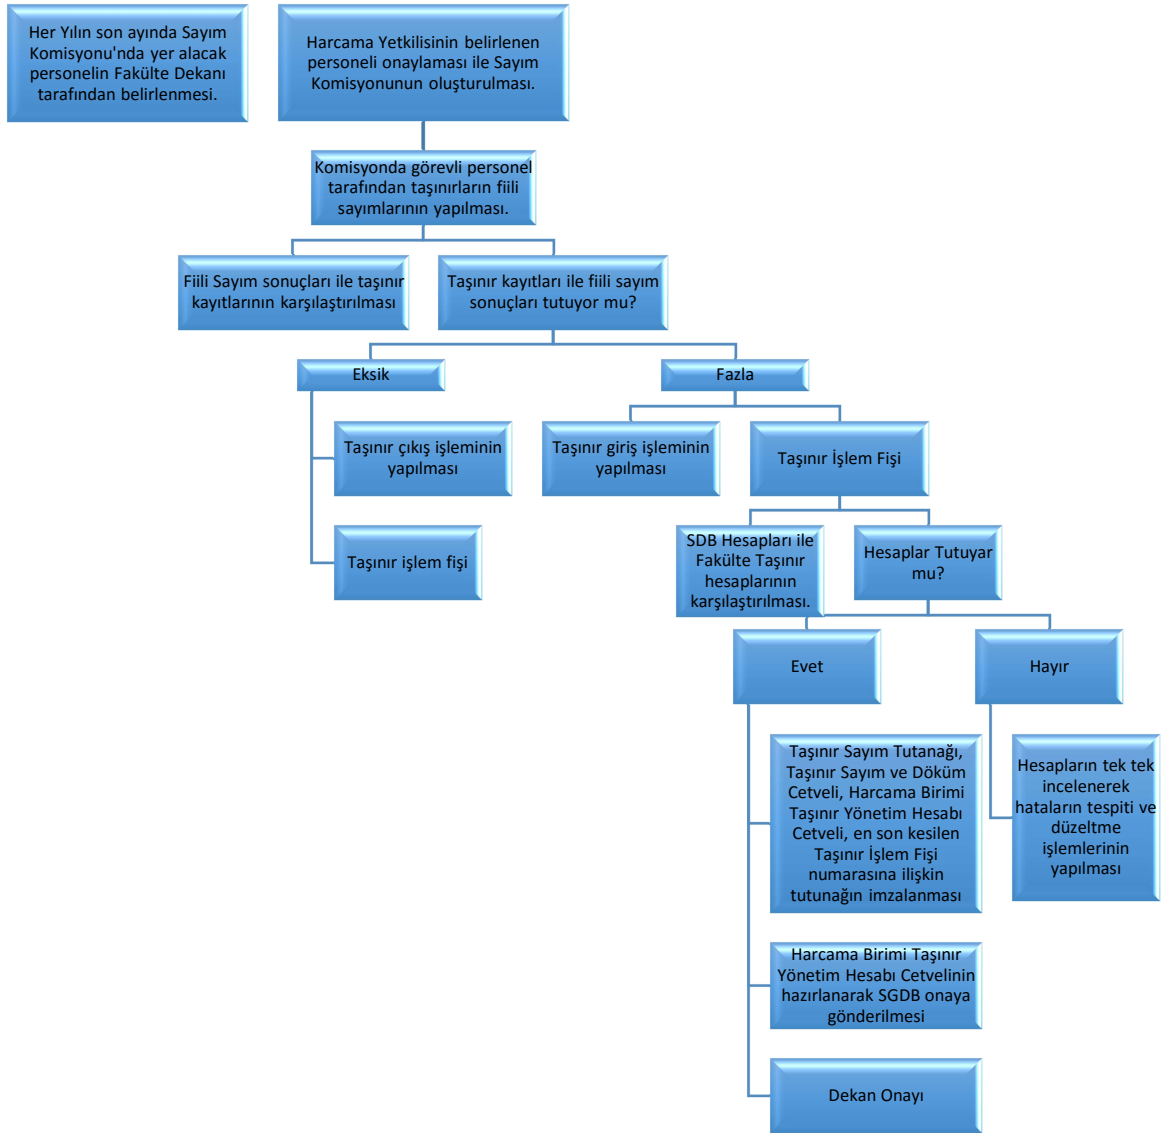 Her Yılın son ayında Sayım
Komisyonu'nda yer alacak
personelin Fakülte Dekanı
tarafından belirlenmesi.
Harcama Yetkilisinin belirlenen
personeli onaylaması ile Sayım
Komisyonunun oluşturulması.
Komisyonda görevli personel
tarafından taşınırların fiili
sayımlarının yapılması.
Fiili Sayım sonuçları ile taşınır
kayıtlarının karşılaştırılması
Taşınır kayıtları ile fiili sayım
sonuçları tutuyor mu?
Eksik
Fazla
Taşınır çıkış işleminin
yapılması
Taşınır giriş işleminin
yapılması
Taşınır İşlem Fişi
Taşınır işlem fişi
SDB Hesapları ile
Fakülte Taşınır
hesaplarının
karşılaştırılması.
Hesaplar Tutuyar
mu?
Evet
Hayır
Taşınır Sayım Tutanağı,
Taşınır Sayım ve Döküm
Cetveli, Harcama Birimi
Taşınır Yönetim Hesabı
Cetveli, en son kesilen
Taşınır İşlem Fişi
numarasına ilişkin
tutunağın imzalanması
Hesapların tek tek
incelenerek
hataların tespiti ve
düzeltme
işlemlerinin
yapılması
Harcama Birimi Taşınır
Yönetim Hesabı Cetvelinin
hazırlanarak SGDB onaya
gönderilmesi
Dekan Onayı